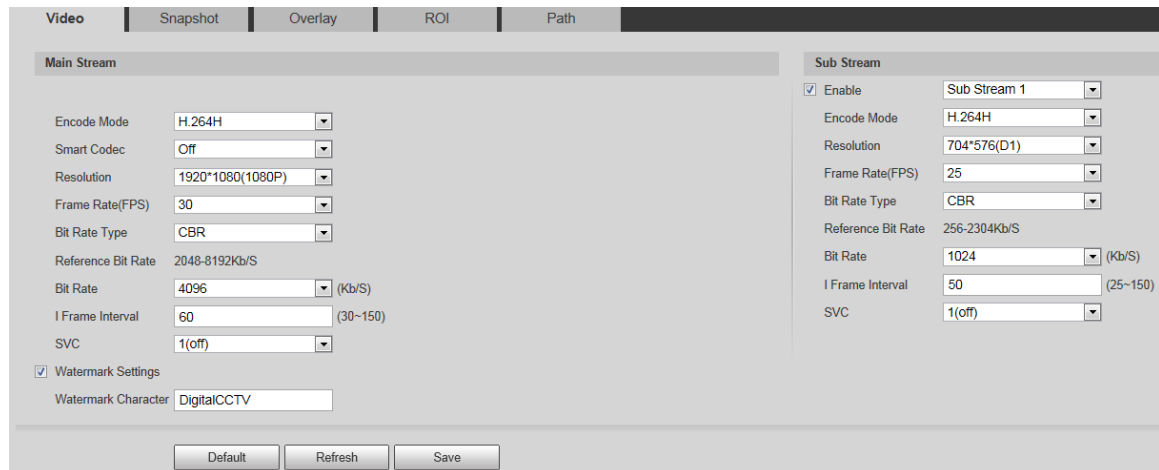 Video Snapshot Overlay ROI Path
Main Stream
Encode Mode H.264H
Smart Codec Off
Resolution 1920*1080(1080P)
Frame Rate(FPS) 30
Bit Rate Type CBR
Reference Bit Rate 2048-8192Kb/S
Bit Rate 4096 (Kb/S)
I Frame Interval 60 (30~150)
SVC 1(off)
Watermark Settings
Watermark Character DigitalCCTV
Sub Stream
Enable Sub Stream 1
Encode Mode H.264H
Resolution 704*576(D1)
Frame Rate(FPS) 25
Bit Rate Type CBR
Reference Bit Rate 256-2304Kb/S
Bit Rate 1024 (Kb/S)
I Frame Interval 50 (25~150)
SVC 1(off)
Default Refresh Save